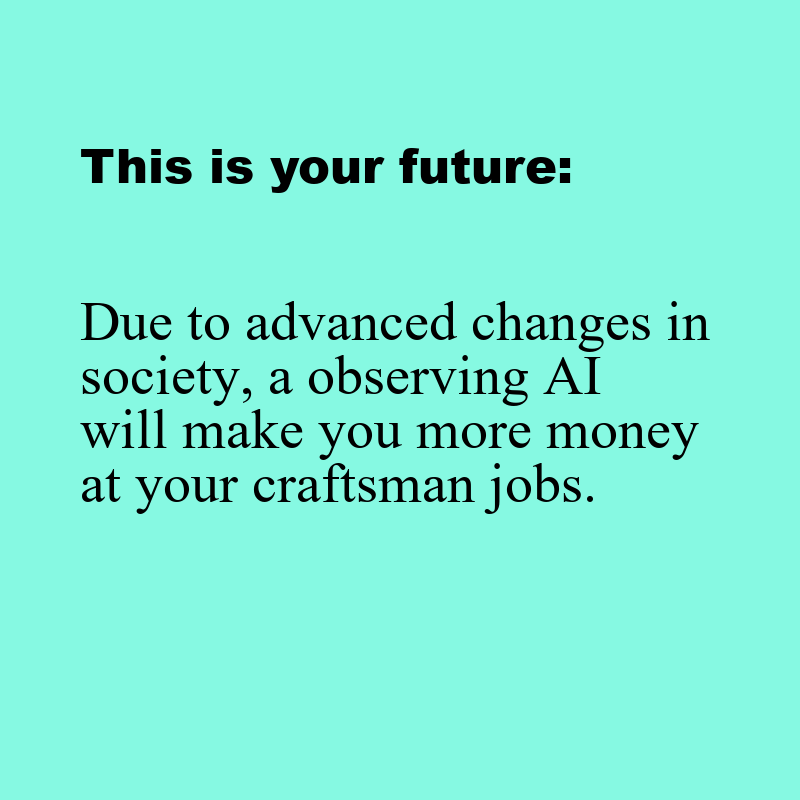 This is your future:
Due to advanced changes in
society, a observing AI
will make you more money
at your craftsman jobs.